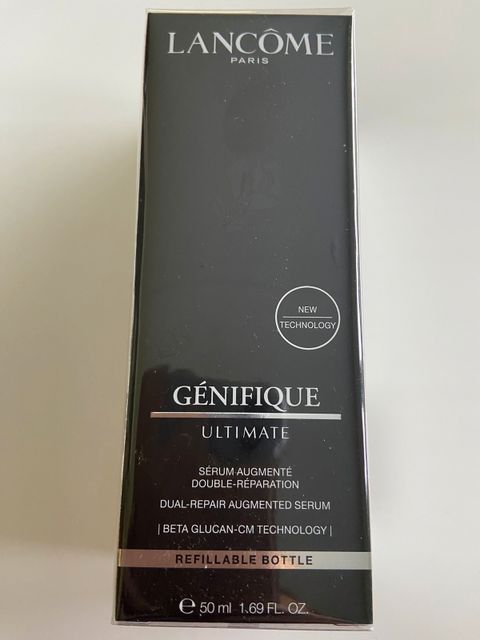 LANCÔME
PARIS
NEW
TECHNOLOGY
GÉNIFIQUE
ULTIMATE
SÉRUM AUGMENTÉ
DOUBLE-RÉPARATION
DUAL-REPAIR AUGMENTED SERUM
| BETA GLUCAN-CM TECHNOLOGY |
REFILLABLE BOTTLE
℮ 50 ml 1.69 FL. OZ.